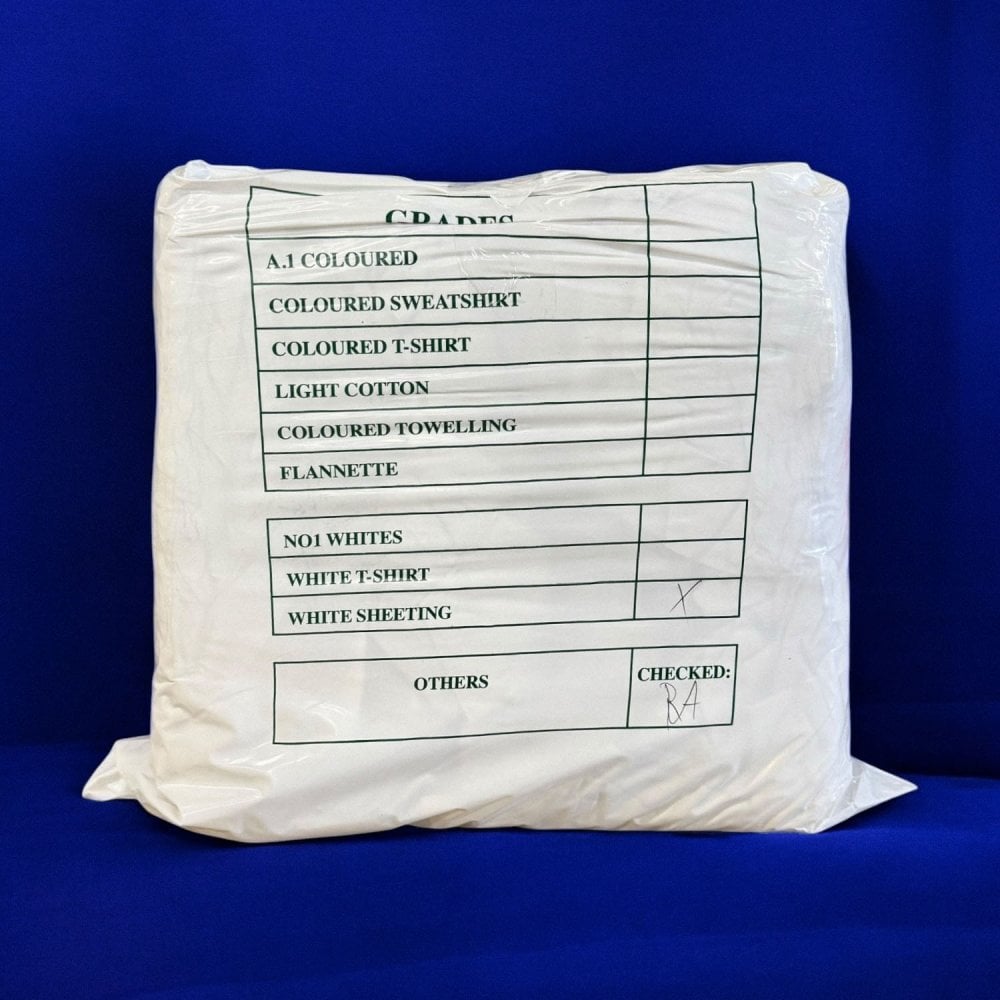 GRADES
A.1 COLOURED
COLOURED SWEATSHIRT
COLOURED T-SHIRT
LIGHT COTTON
COLOURED TOWELLING
FLANNETTE
NO1 WHITES
WHITE T-SHIRT
WHITE SHEETING X
OTHERS
CHECKED:
BA